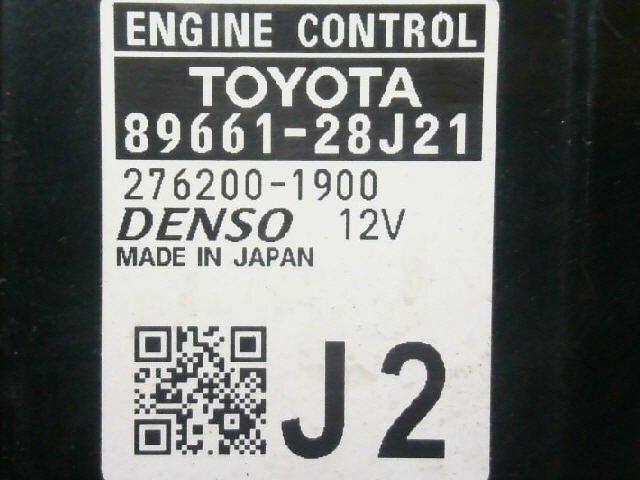 ENGINE CONTROL
TOYOTA
89661-28J21
276200-1900
DENSO 12V
MADE IN JAPAN
J2